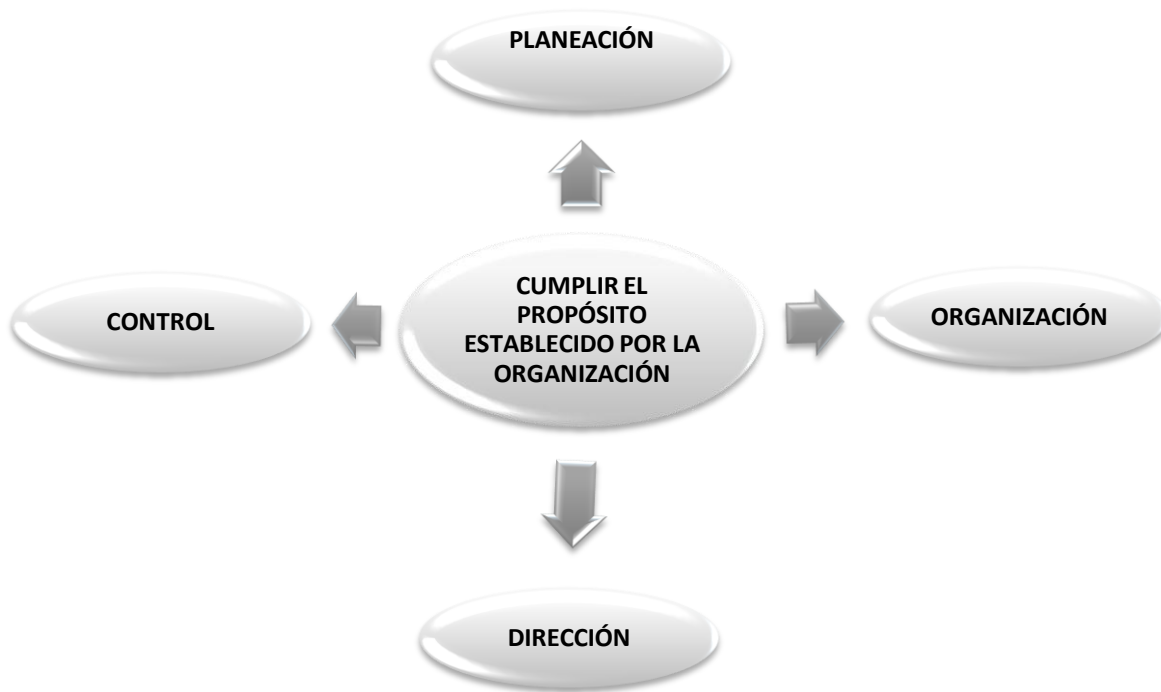 PLANEACIÓN
CUMPLIR EL
PROPÓSITO
ESTABLECIDO POR LA
ORGANIZACIÓN
CONTROL
ORGANIZACIÓN
DIRECCIÓN